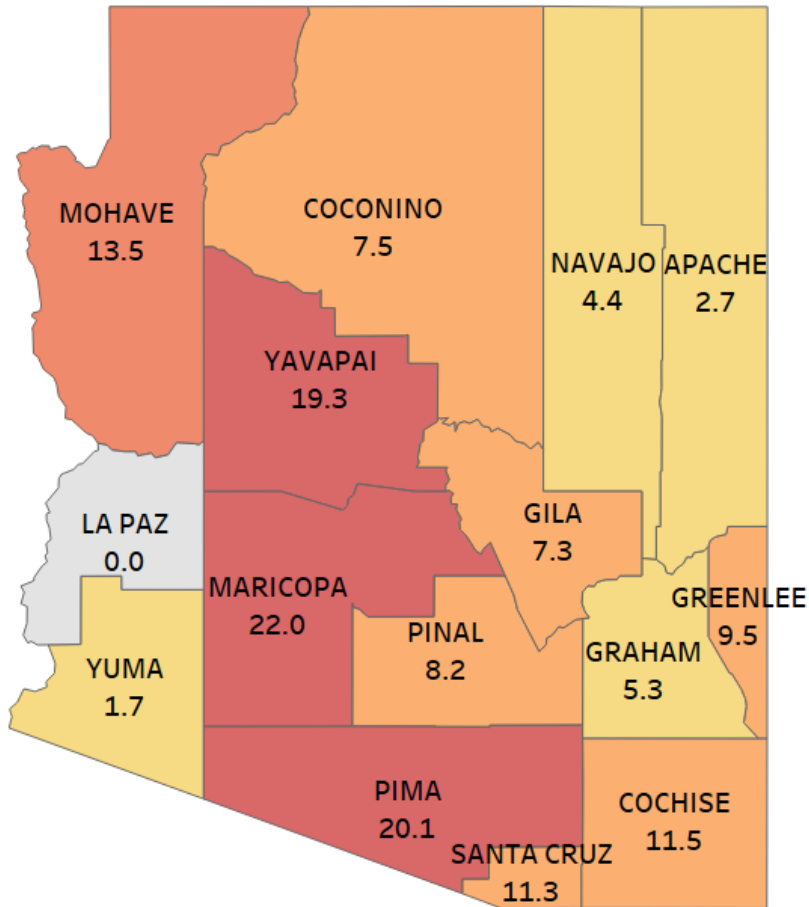 MOHAVE
13.5
COCONINO
7.5
NAVAJO
4.4
APACHE
2.7
YAVAPAI
19.3
LA PAZ
0.0
GILA
7.3
MARICOPA
22.0
PINAL
8.2
GREENLEE
9.5
GRAHAM
5.3
YUMA
1.7
PIMA
20.1
COCHISE
11.5
SANTA CRUZ
11.3